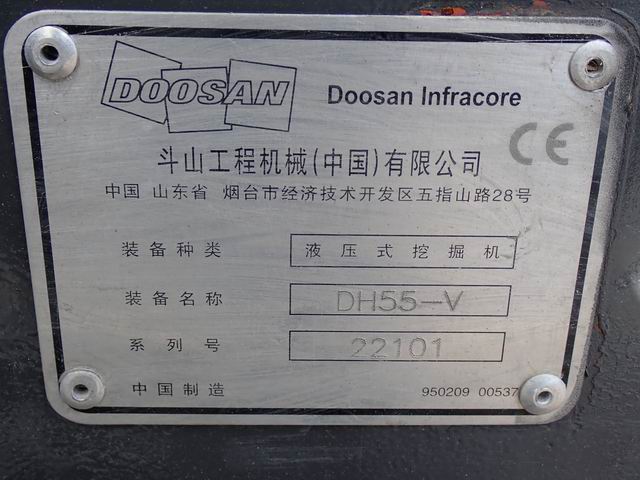 DOOSAN Doosan Infracore
CE
斗山工程机械(中国)有限公司
中国 山东省 烟台市经济技术开发区五指山路28号
装备种类 液压式挖掘机
装备名称 DH55-V
系列号 22101
中国制造 950209 00537